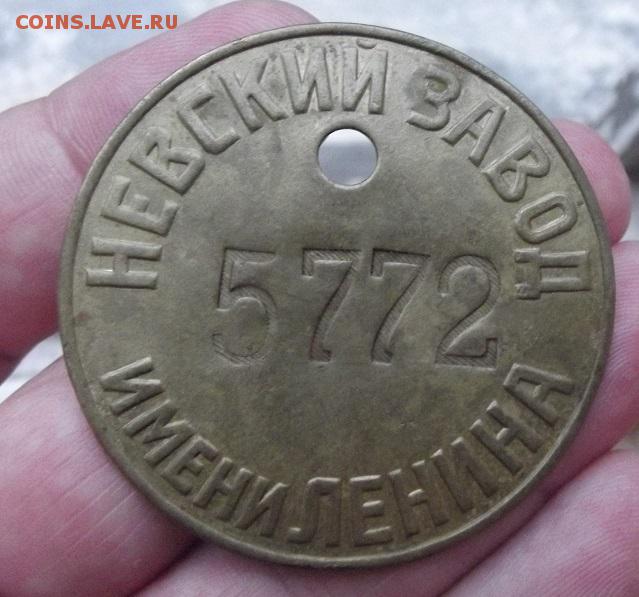 COINS.LAVE.RU
НЕВСКИЙ ЗАВОД
5772
ИМЕНИ ЛЕНИНА